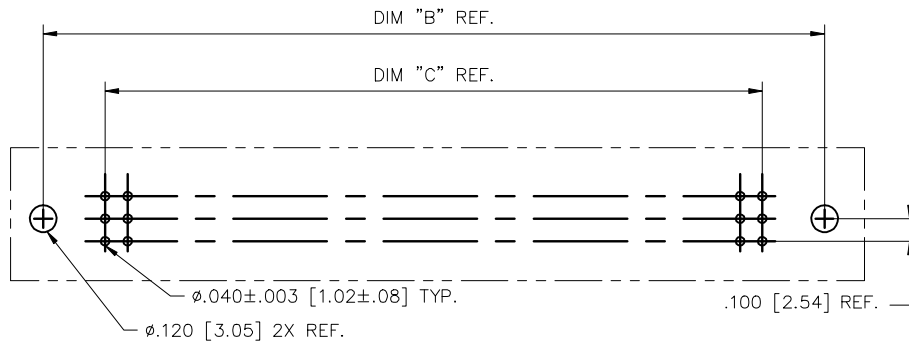 DIM "B" REF.
DIM "C" REF.
ø.040±.003 [1.02±.08] TYP.
.100 [2.54] REF.
ø.120 [3.05] 2X REF.